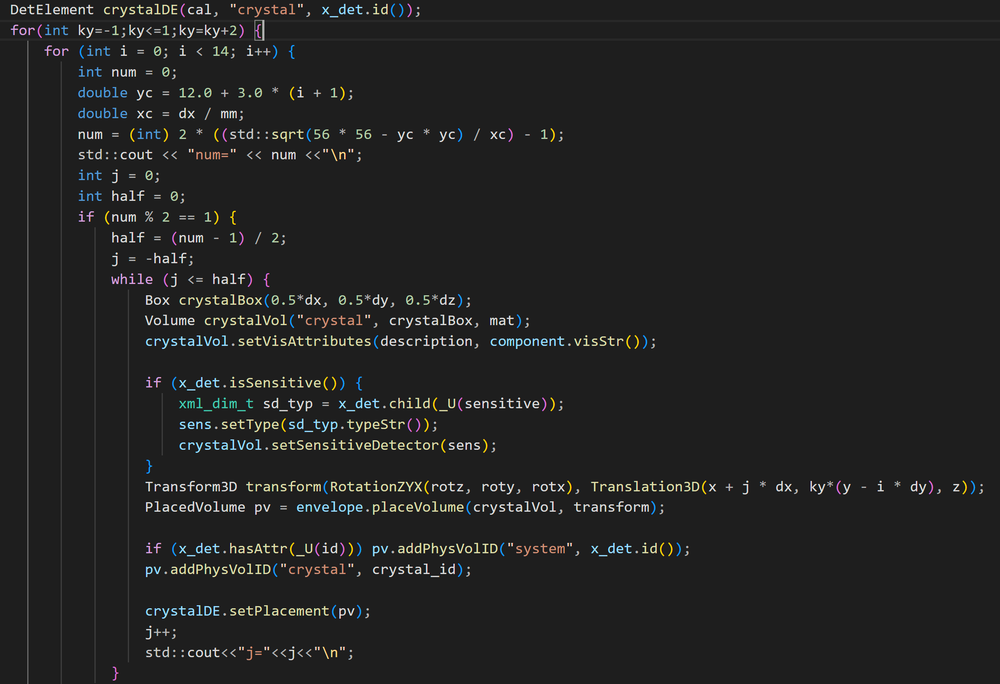 DetElement crystalDE(cal, "crystal", x_det.id());
for(int ky=-1;ky<=1;ky=ky+2) {
for (int i = 0; i < 14; i++) {
int num = 0;
double yc = 12.0 + 3.0 * (i + 1);
double xc = dx / mm;
num = (int) 2 * ((std::sqrt(56 * 56 - yc * yc) / xc) - 1);
std::cout << "num=" << num <<"\n";
int j = 0;
int half = 0;
if (num % 2 == 1) {
half = (num - 1) / 2;
j = -half;
while (j <= half) {
Box crystalBox(0.5*dx, 0.5*dy, 0.5*dz);
Volume crystalVol("crystal", crystalBox, mat);
crystalVol.setVisAttributes(description, component.visStr());
if (x_det.isSensitive()) {
xml_dim_t sd_typ = x_det.child(_U(sensitive));
sens.setType(sd_typ.typeStr());
crystalVol.setSensitiveDetector(sens);
}
Transform3D transform(RotationZYX(rotz, roty, rotx), Translation3D(x + j * dx, ky*(y - i * dy), z));
PlacedVolume pv = envelope.placeVolume(crystalVol, transform);
if (x_det.hasAttr(_U(id))) pv.addPhysVolID("system", x_det.id());
pv.addPhysVolID("crystal", crystal_id);
crystalDE.setPlacement(pv);
j++;
std::cout<<"j="<<j<<"\n";
}